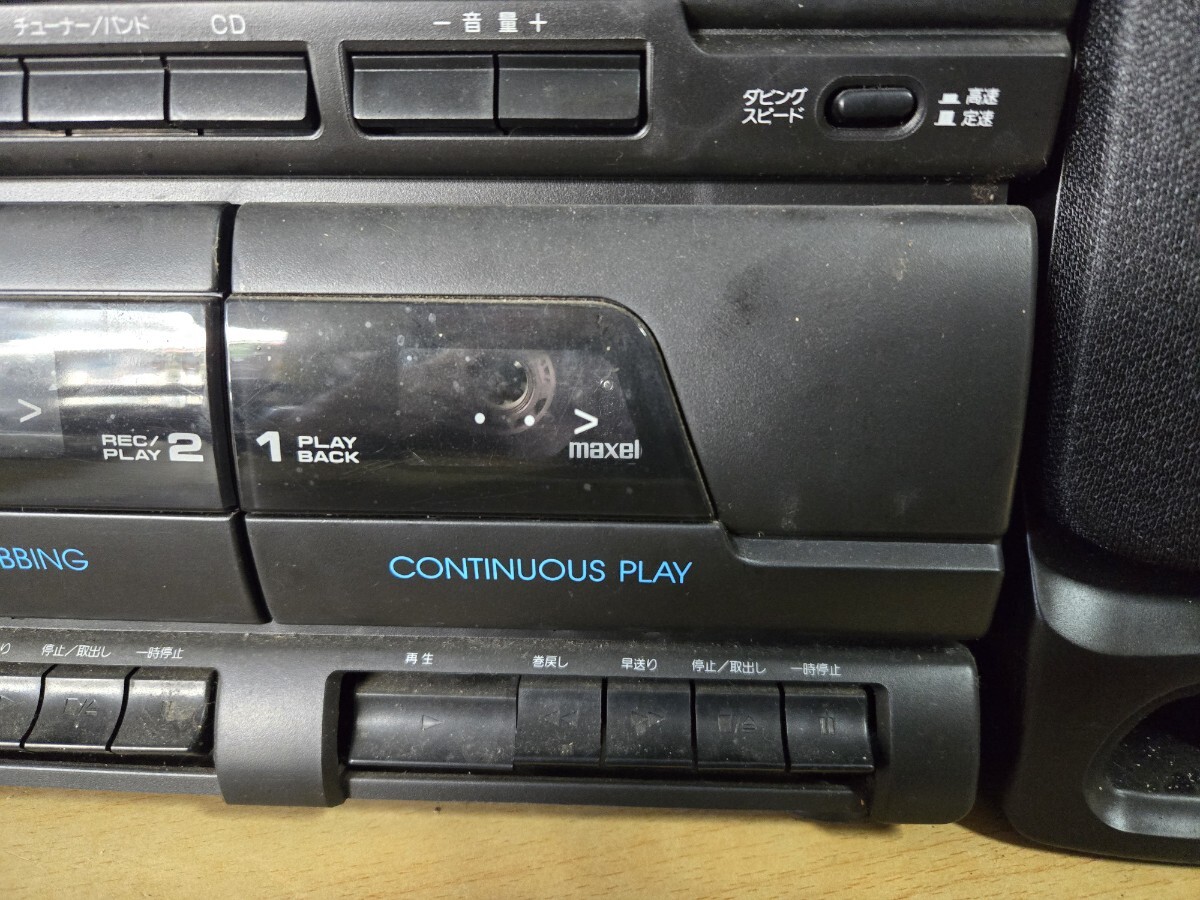 チューナー/バンド
CD
− 音 量 +
ダビング
スピード
高速
定速
>
REC/
PLAY 2
1 PLAY
BACK
>
maxell
BBING
CONTINUOUS PLAY
り
停止/取出し
一時停止
再生
巻戻し
早送り
停止/取出し
一時停止